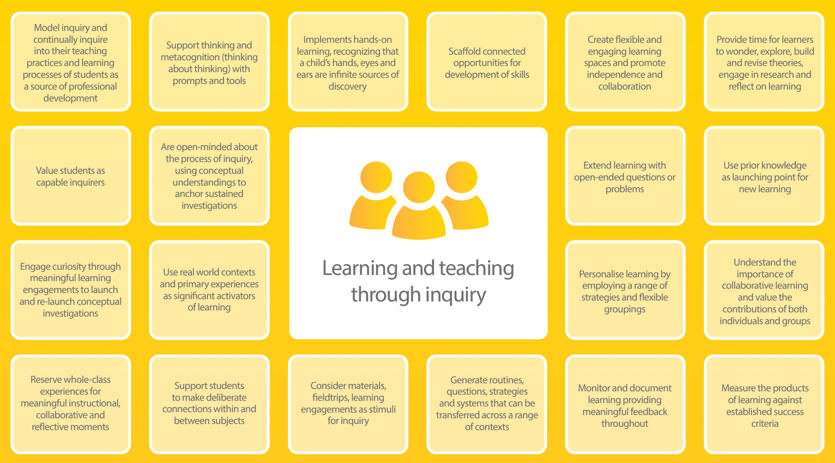 Model inquiry and
continually inquire
into their teaching
practices and learning
processes of students as
a source of professional
development
Support thinking and
metacognition (thinking
about thinking) with
prompts and tools
Implements hands-on
learning, recognizing that
a child's hands, eyes and
ears are infinite sources of
discovery
Scaffold connected
opportunities for
development of skills
Create flexible and
engaging learning
spaces and promote
independence and
collaboration
Provide time for learners
to wonder, explore, build
and revise theories,
engage in research and
reflect on learning
Value students as
capable inquirers
Are open-minded about
the process of inquiry,
using conceptual
understandings to
anchor sustained
investigations
Extend learning with
open-ended questions or
problems
Use prior knowledge
as launching point for
new learning
Learning and teaching
through inquiry
Engage curiosity through
meaningful learning
engagements to launch
and re-launch conceptual
investigations
Use real world contexts
and primary experiences
as significant activators
of learning
Personalise learning by
employing a range of
strategies and flexible
groupings
Understand the
importance of
collaborative learning
and value the
contributions of both
individuals and groups
Reserve whole-class
experiences for
meaningful instructional,
collaborative and
reflective moments
Support students
to make deliberate
connections within and
between subjects
Consider materials,
fieldtrips, learning
engagements as stimuli
for inquiry
Generate routines,
questions, strategies
and systems that can be
transferred across a range
of contexts
Monitor and document
learning providing
meaningful feedback
throughout
Measure the products
of learning against
established success
criteria